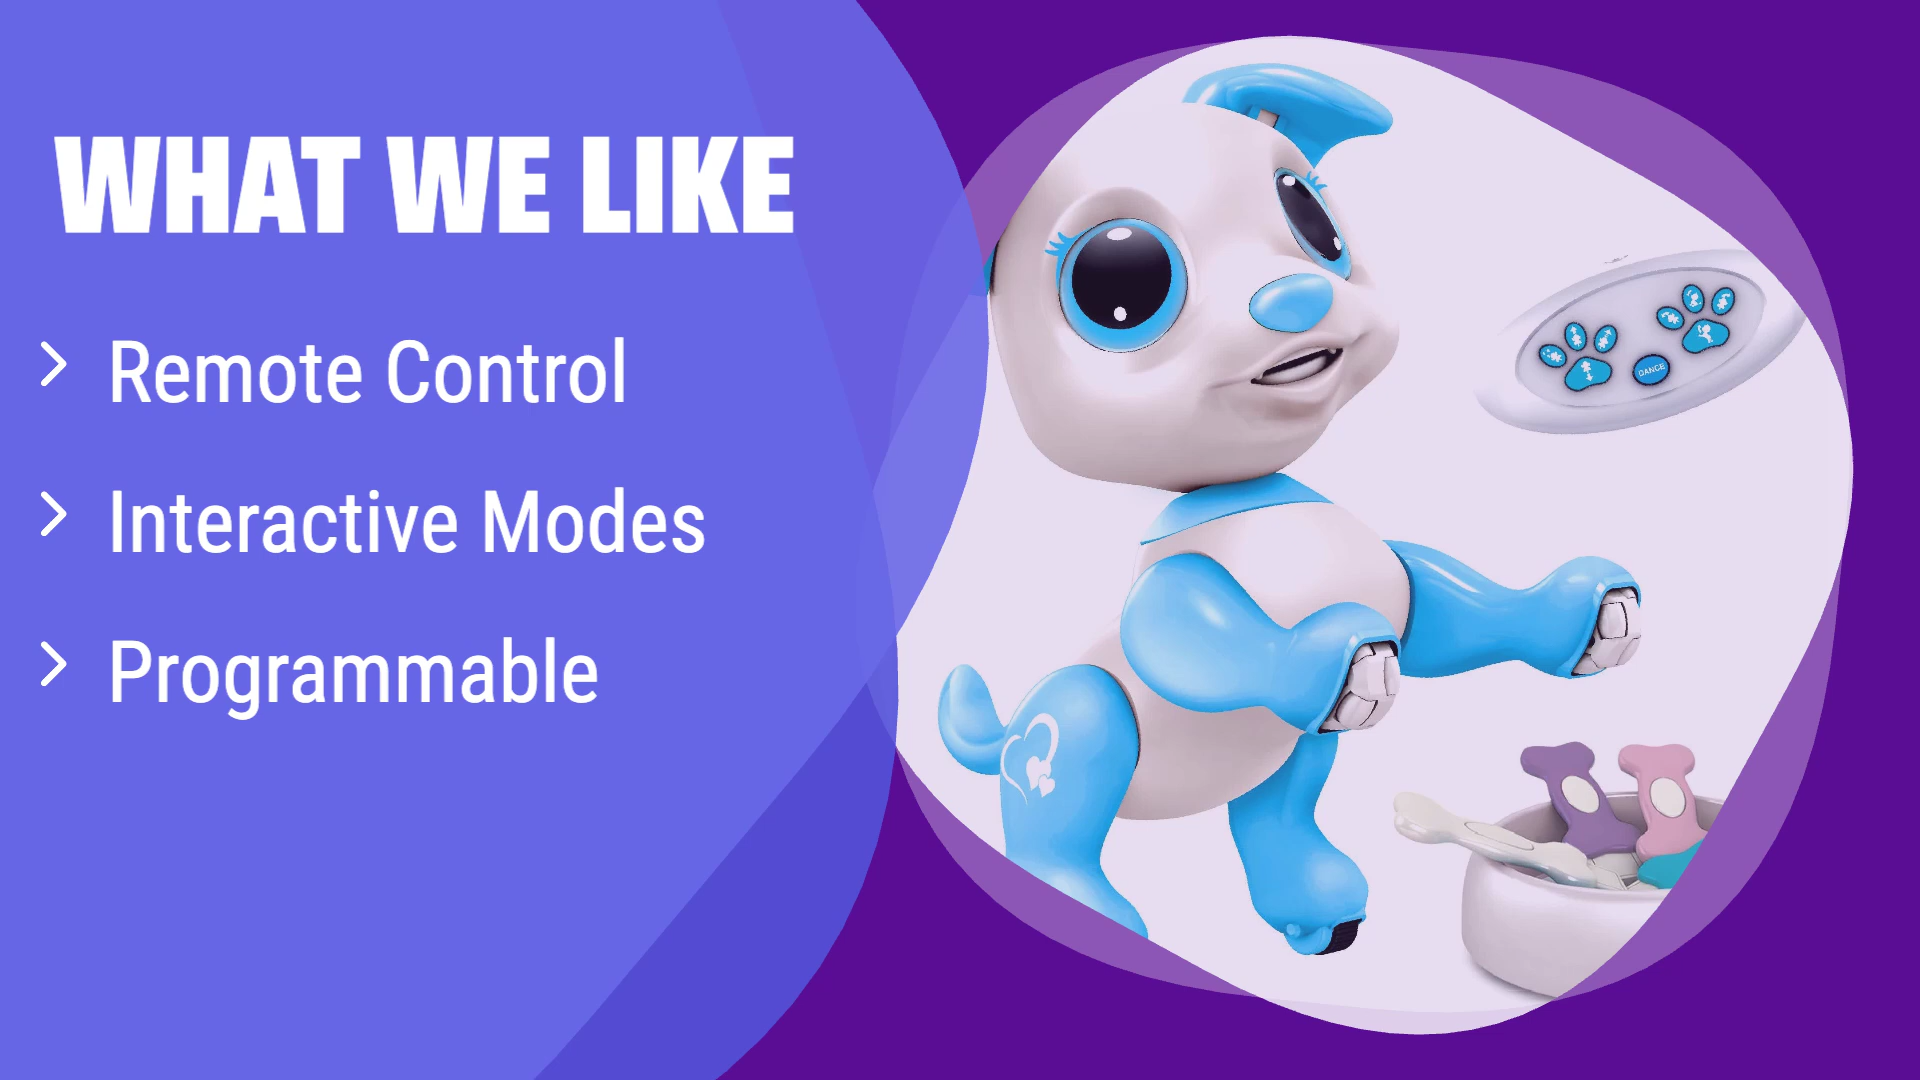 WHAT WE LIKE
Remote Control
Interactive Modes
Programmable
DANCE